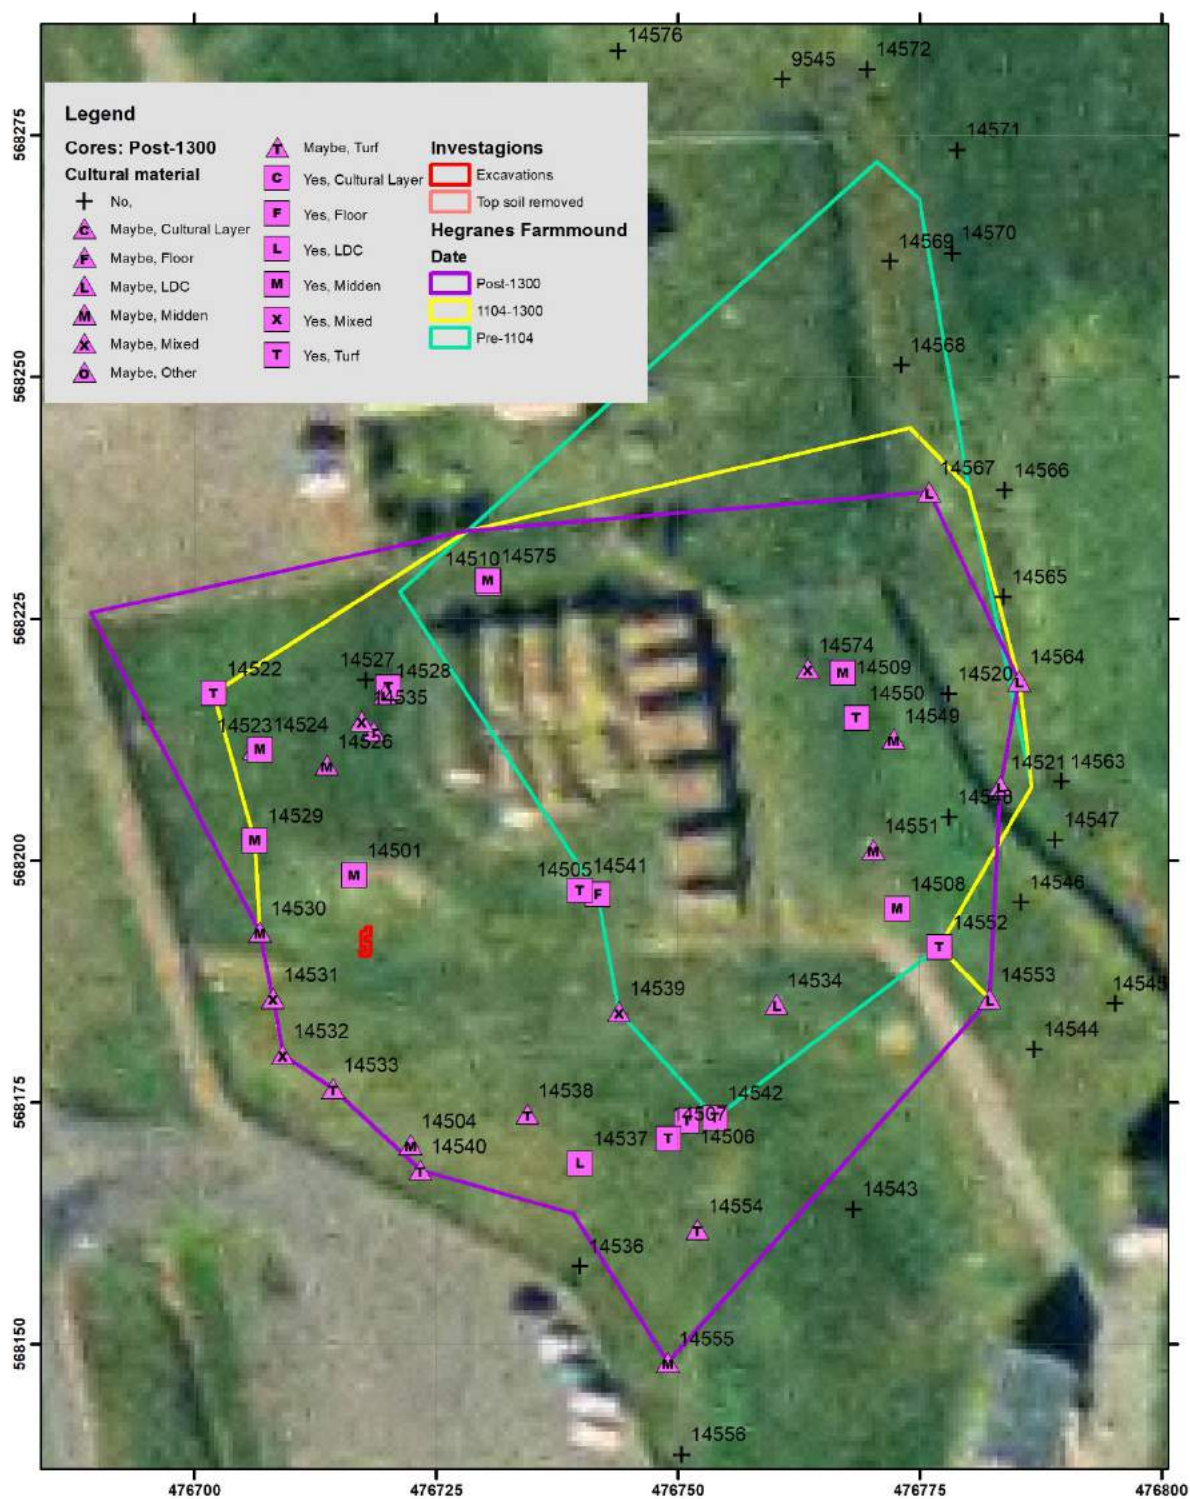 14576
9545
14572
14571
14569
14570
14568
Legend
Cores: Post-1300
Cultural material
No,
Maybe, Cultural Layer
Maybe, Floor
Maybe, LDC
Maybe, Midden
Maybe, Mixed
Maybe, Other
Maybe, Turf
Yes, Cultural Layer
Yes, Floor
Yes, LDC
Yes, Midden
Yes, Mixed
Yes, Turf
Investagions
Excavations
Top soil removed
Hegranes Farmmound
Date
Post-1300
1104-1300
Pre-1104
14567
14566
14510
14575
14565
14522
14527
14528
14535
14574
14509
14520
14564
14550
14549
14523
14524
14526
14521
14563
14529
14551
14547
14501
14505
14541
14508
14546
14530
14552
14531
14539
14534
14553
14545
14532
14544
14533
14538
14542
14507
14504
14540
14537
14506
14554
14543
14536
14555
14556
568275
568250
568225
568200
568175
568150
476700
476725
476750
476775
476800